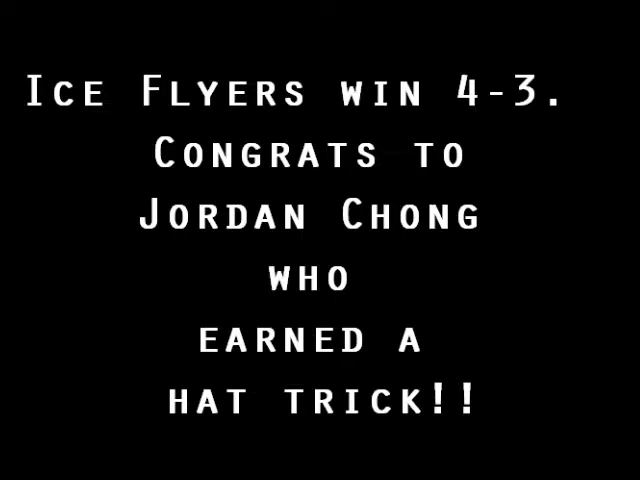 Ice Flyers win 4-3.
Congrats to
Jordan Chong
who
earned a
hat trick!!